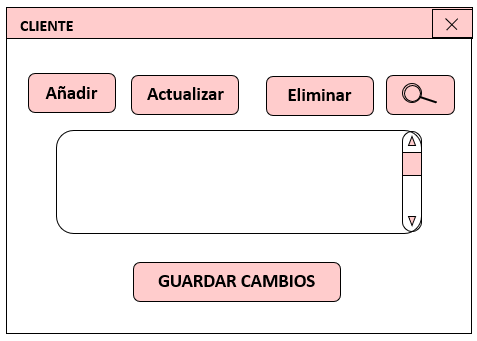 CLIENTE
Añadir
Actualizar
Eliminar
GUARDAR CAMBIOS